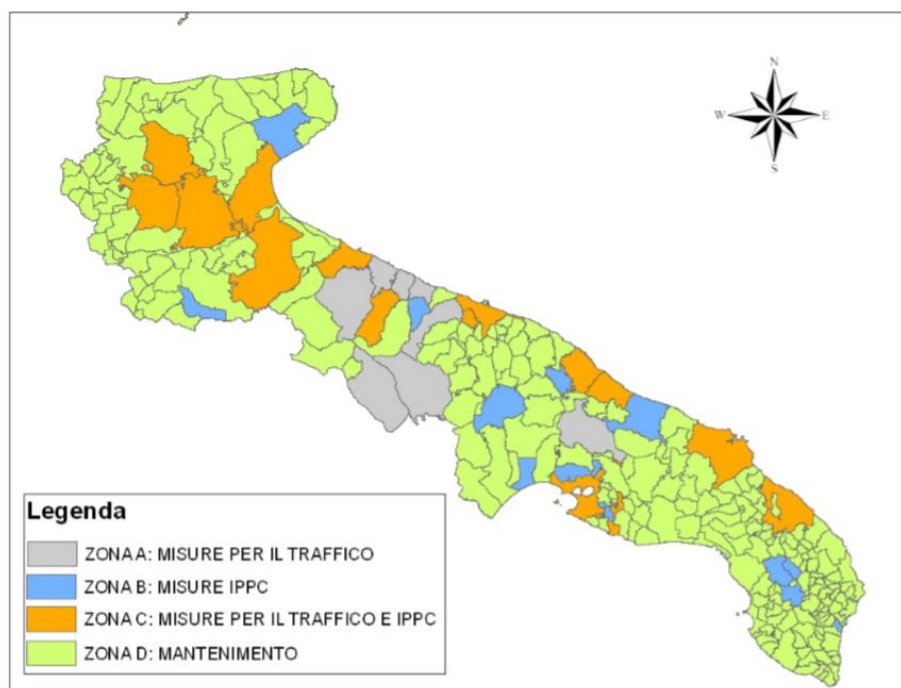 N
W
E
S
Legenda
ZONA A: MISURE PER IL TRAFFICO
ZONA B: MISURE IPPC
ZONA C: MISURE PER IL TRAFFICO E IPPC
ZONA D: MANTENIMENTO